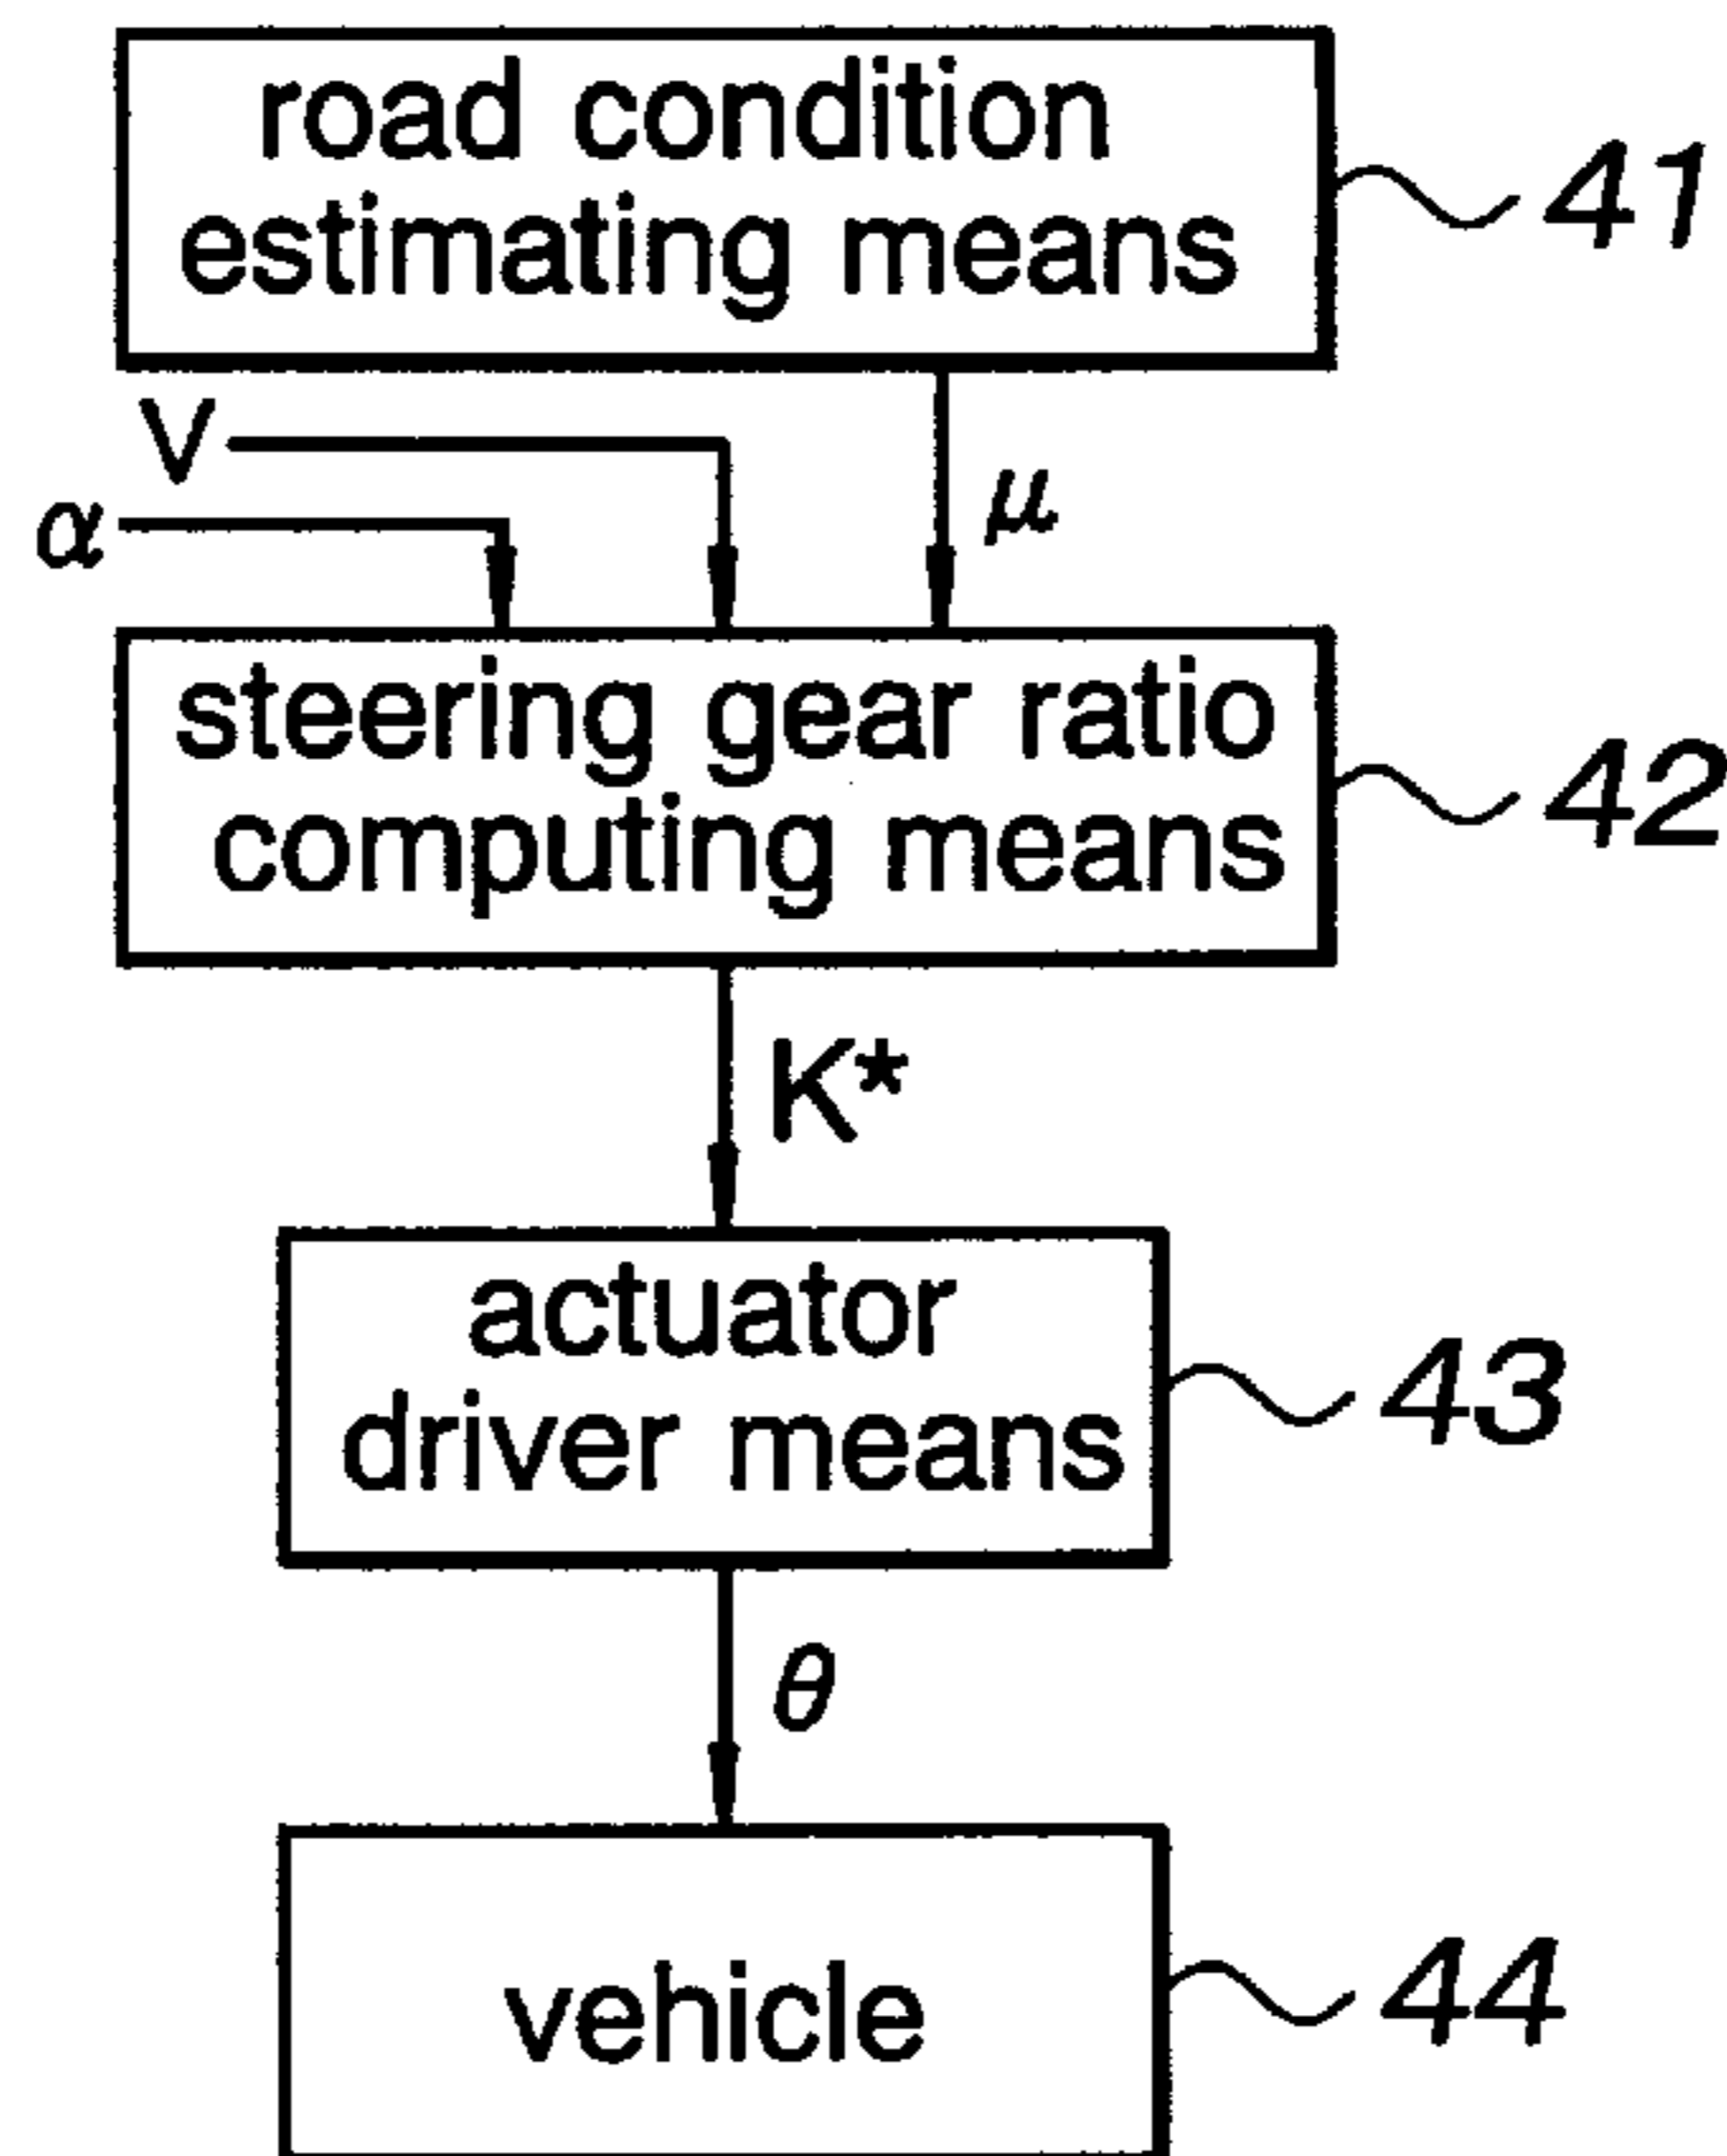 road condition
estimating means
41
V
α
μ
steering gear ratio
computing means
42
K*
actuator
driver means
43
θ
vehicle
44